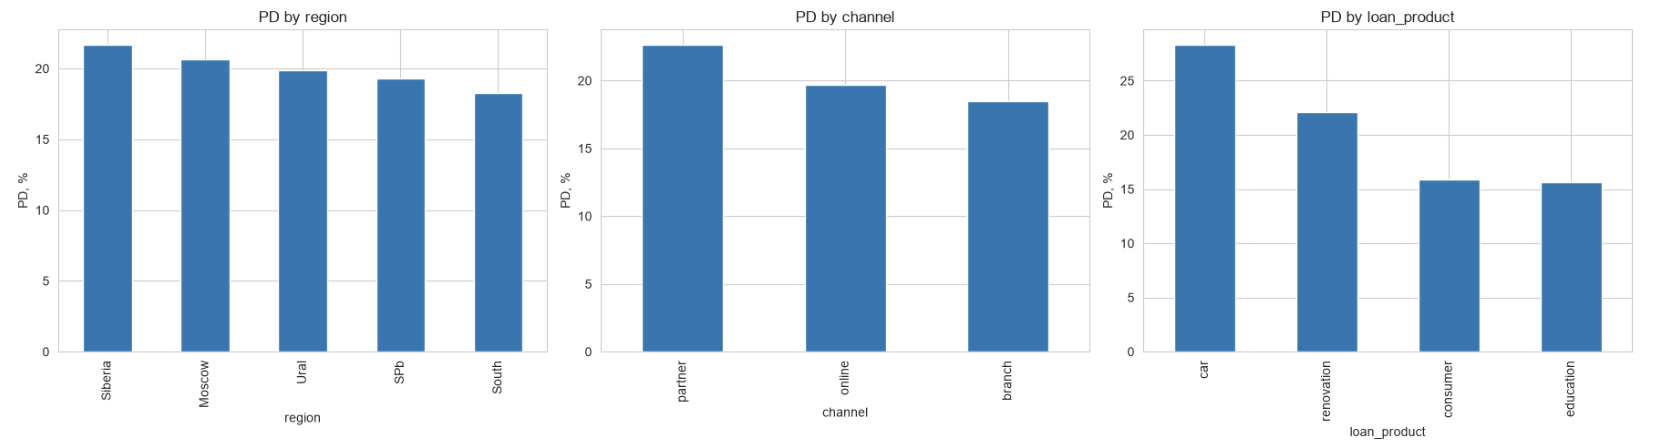 PD by region
PD, %
20
15
10
5
0
Siberia
Moscow
Ural
SPb
South
region
PD by channel
PD, %
20
15
10
5
0
partner
online
branch
channel
PD by loan_product
PD, %
25
20
15
10
5
0
car
renovation
consumer
education
loan_product